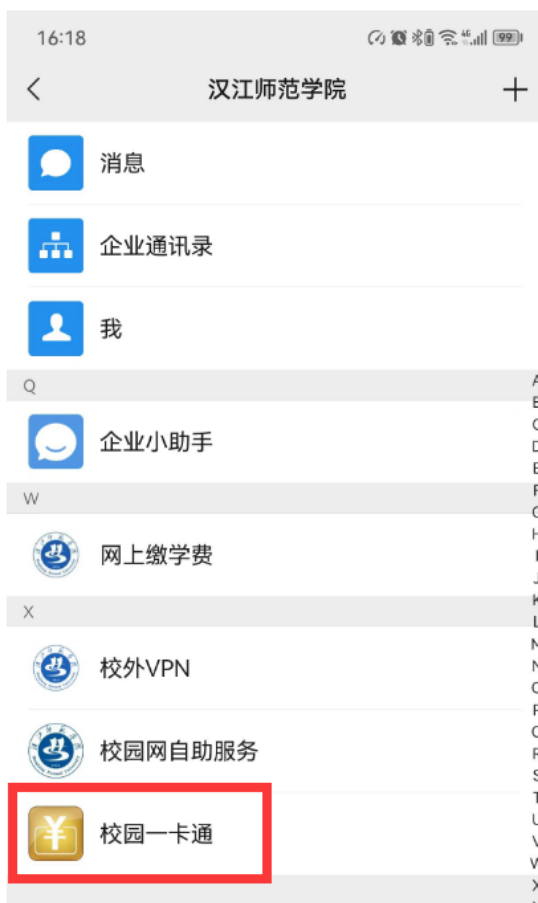 16:18
4G
99
汉江师范学院
消息
企业通讯录
我
Q
企业小助手
W
网上缴学费
X
校外VPN
校园网自助服务
¥
校园一卡通